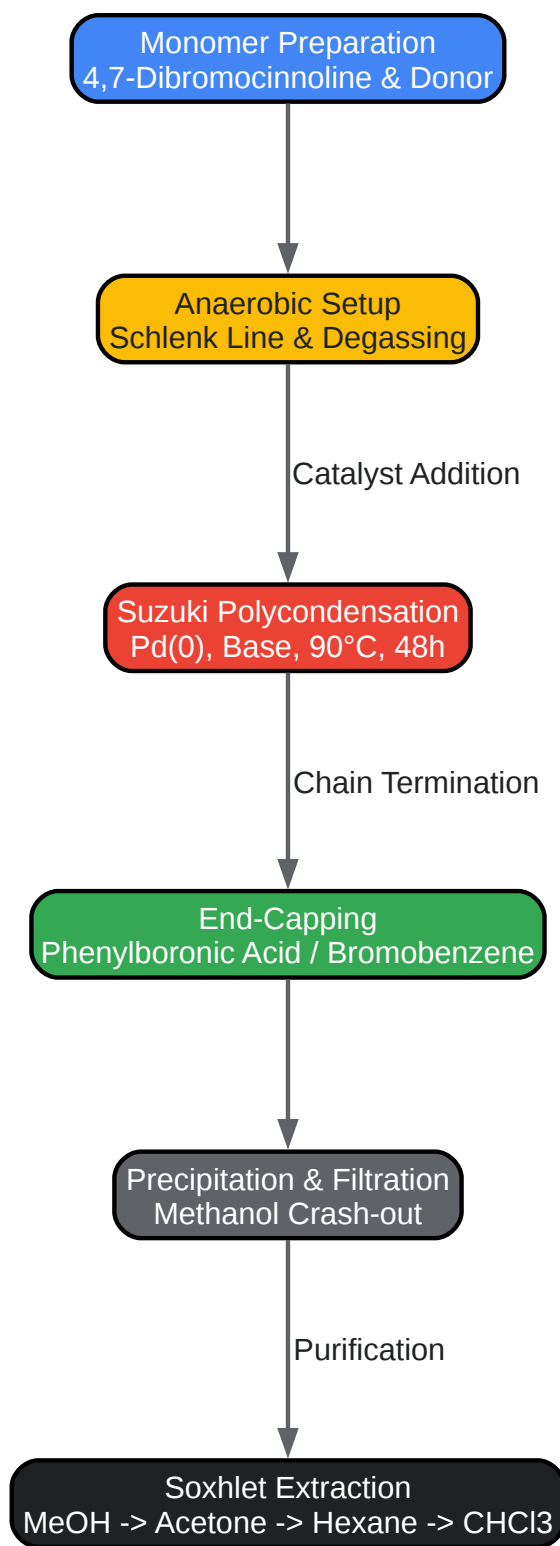 Monomer Preparation
4,7-Dibromocinnoline & Donor
Anaerobic Setup
Schlenk Line & Degassing
Catalyst Addition
Suzuki Polycondensation
Pd(0), Base, 90°C, 48h
Chain Termination
End-Capping
Phenylboronic Acid / Bromobenzene
Precipitation & Filtration
Methanol Crash-out
Purification
Soxhlet Extraction
MeOH -> Acetone -> Hexane -> CHCl3